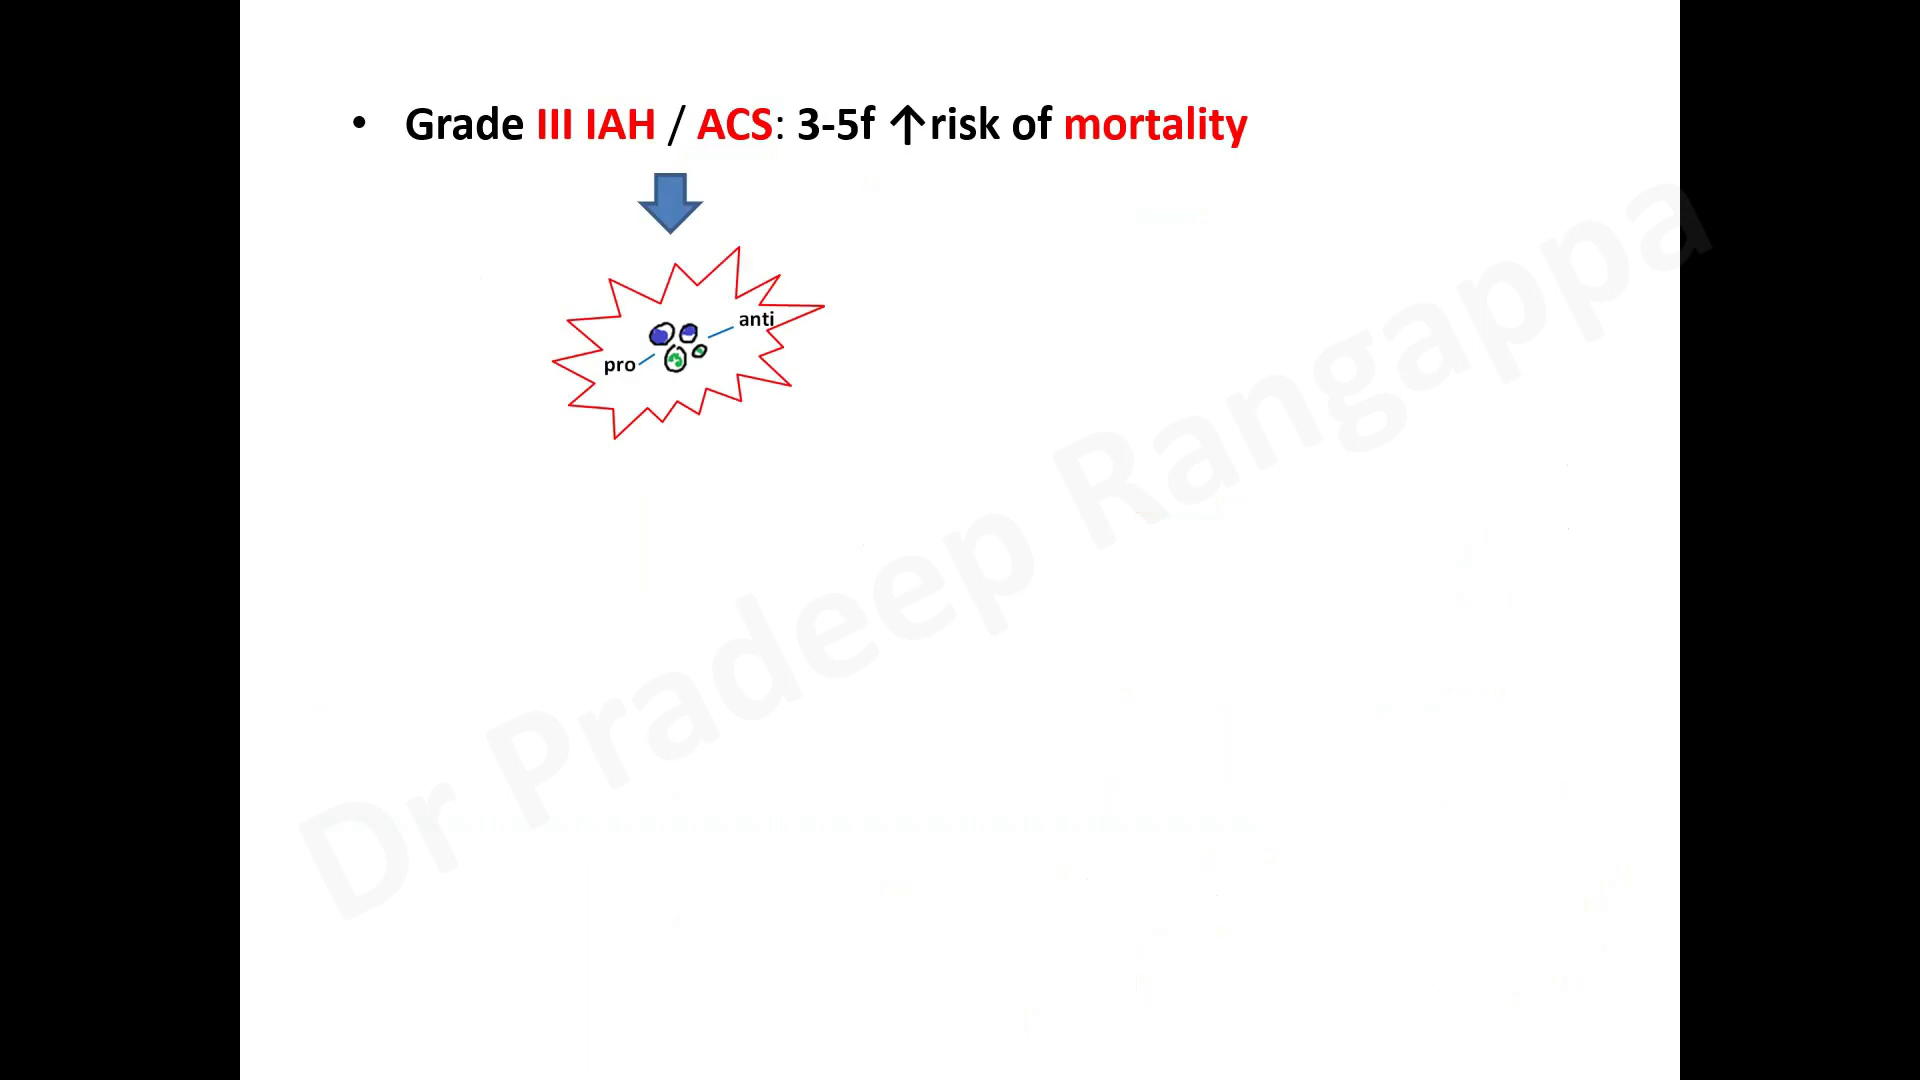 • Grade III IAH / ACS: 3-5f ↑risk of mortality
anti
pro
Dr Pradeep Rangappa